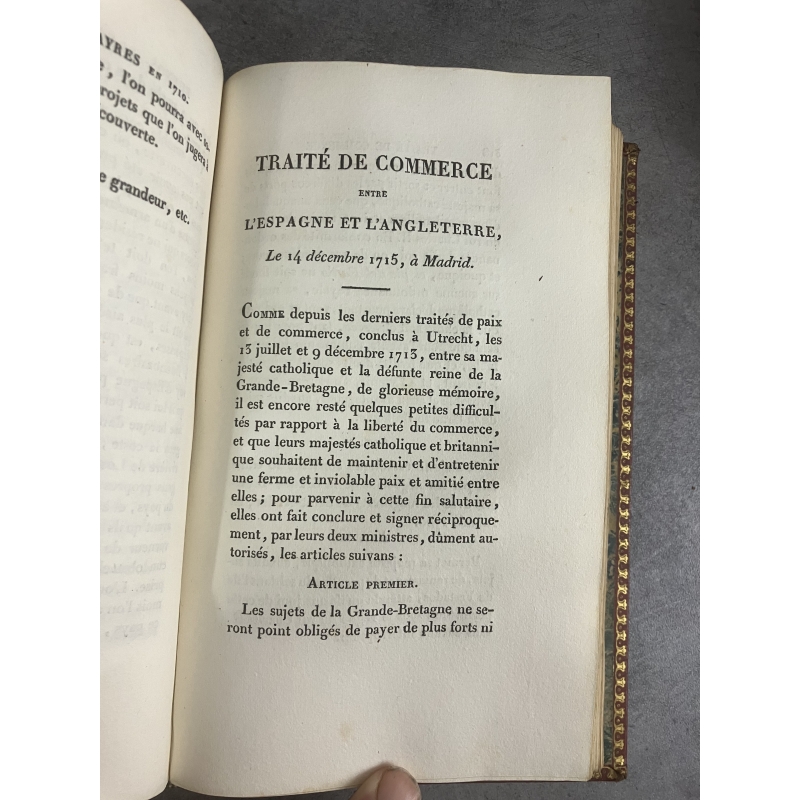 AYRES EN 1710.
, l'on pourra avec
rojets que l'on jugera à
couverte.
e grandeur, etc.
TRAITÉ DE COMMERCE
ENTRE
L'ESPAGNE ET L'ANGLETERRE,
Le 14 décembre 1715, à Madrid.
COMME depuis les derniers traités de paix
et de commerce, conclus à Utrecht, les
13 juillet et 9 décembre 1713, entre sa ma-
jesté catholique et la défunte reine de la
Grande-Bretagne, de glorieuse mémoire,
il est encore resté quelques petites difficul-
tés par rapport à la liberté du commerce,
et que leurs majestés catholique et britanni-
que souhaitent de maintenir et d'entretenir
une ferme et inviolable paix et amitié entre
elles ; pour parvenir à cette fin salutaire,
elles ont fait conclure et signer réciproque-
ment, par leurs deux ministres, dûment au-
torisés, les articles suivans :
ARTICLE PREMIER.
Les sujets de la Grande-Bretagne ne se-
ront point obligés de payer de plus forts ni